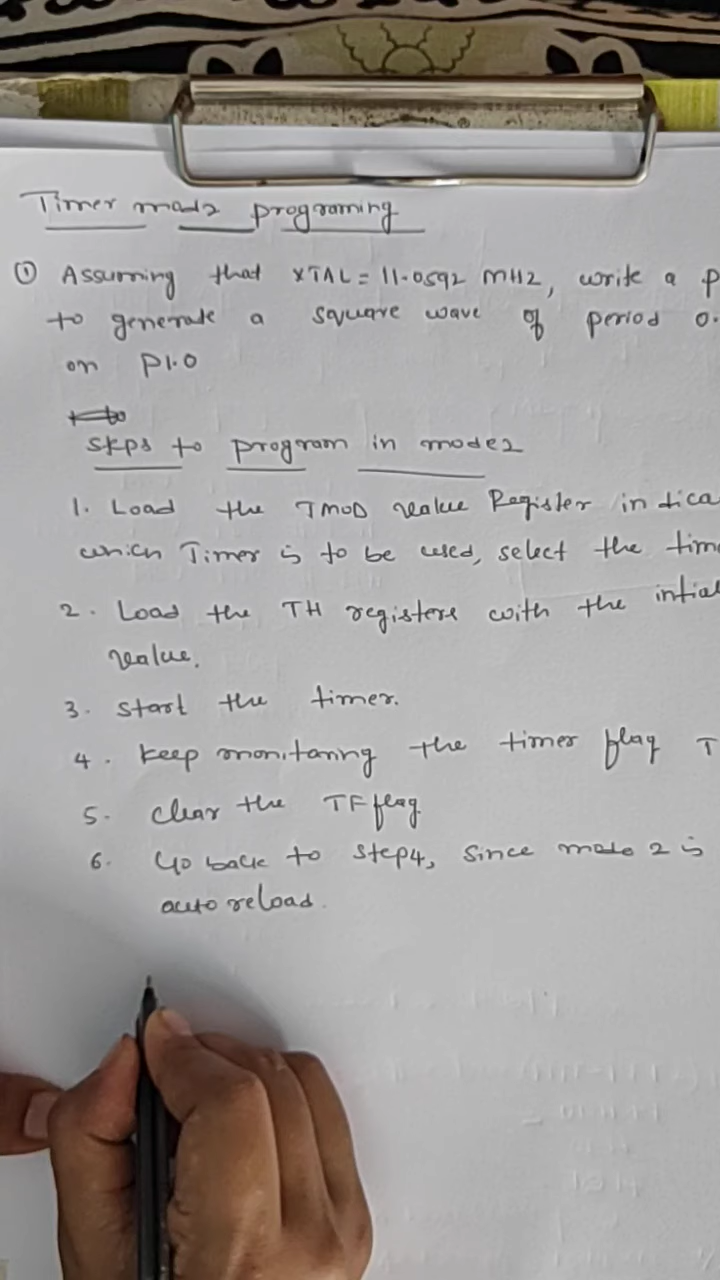 Timer mode2 programing
① Assuming that XTAL = 11.0592 MHZ, write a p
to generate a square wave of period 0.
on P1.0
Steps to program in mode2
1. Load the TMOD value Register indica
which Timer is to be used, select the time
2. Load the TH registers with the intial
value.
3. Start the timer.
4. Keep monitoring the timer flag T
5. clear the TF flag
6. Go back to step4, since mode 2 is
auto reload.